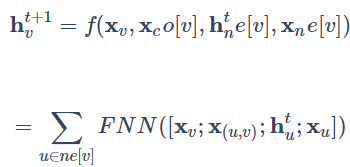 h_v^{t+1} = f(x_v, x_c o[v], h_n^t e[v], x_n e[v])
= ∑_{u∈ne[v]} FNN([x_v; x_{(u,v)}; h_u^t; x_u])